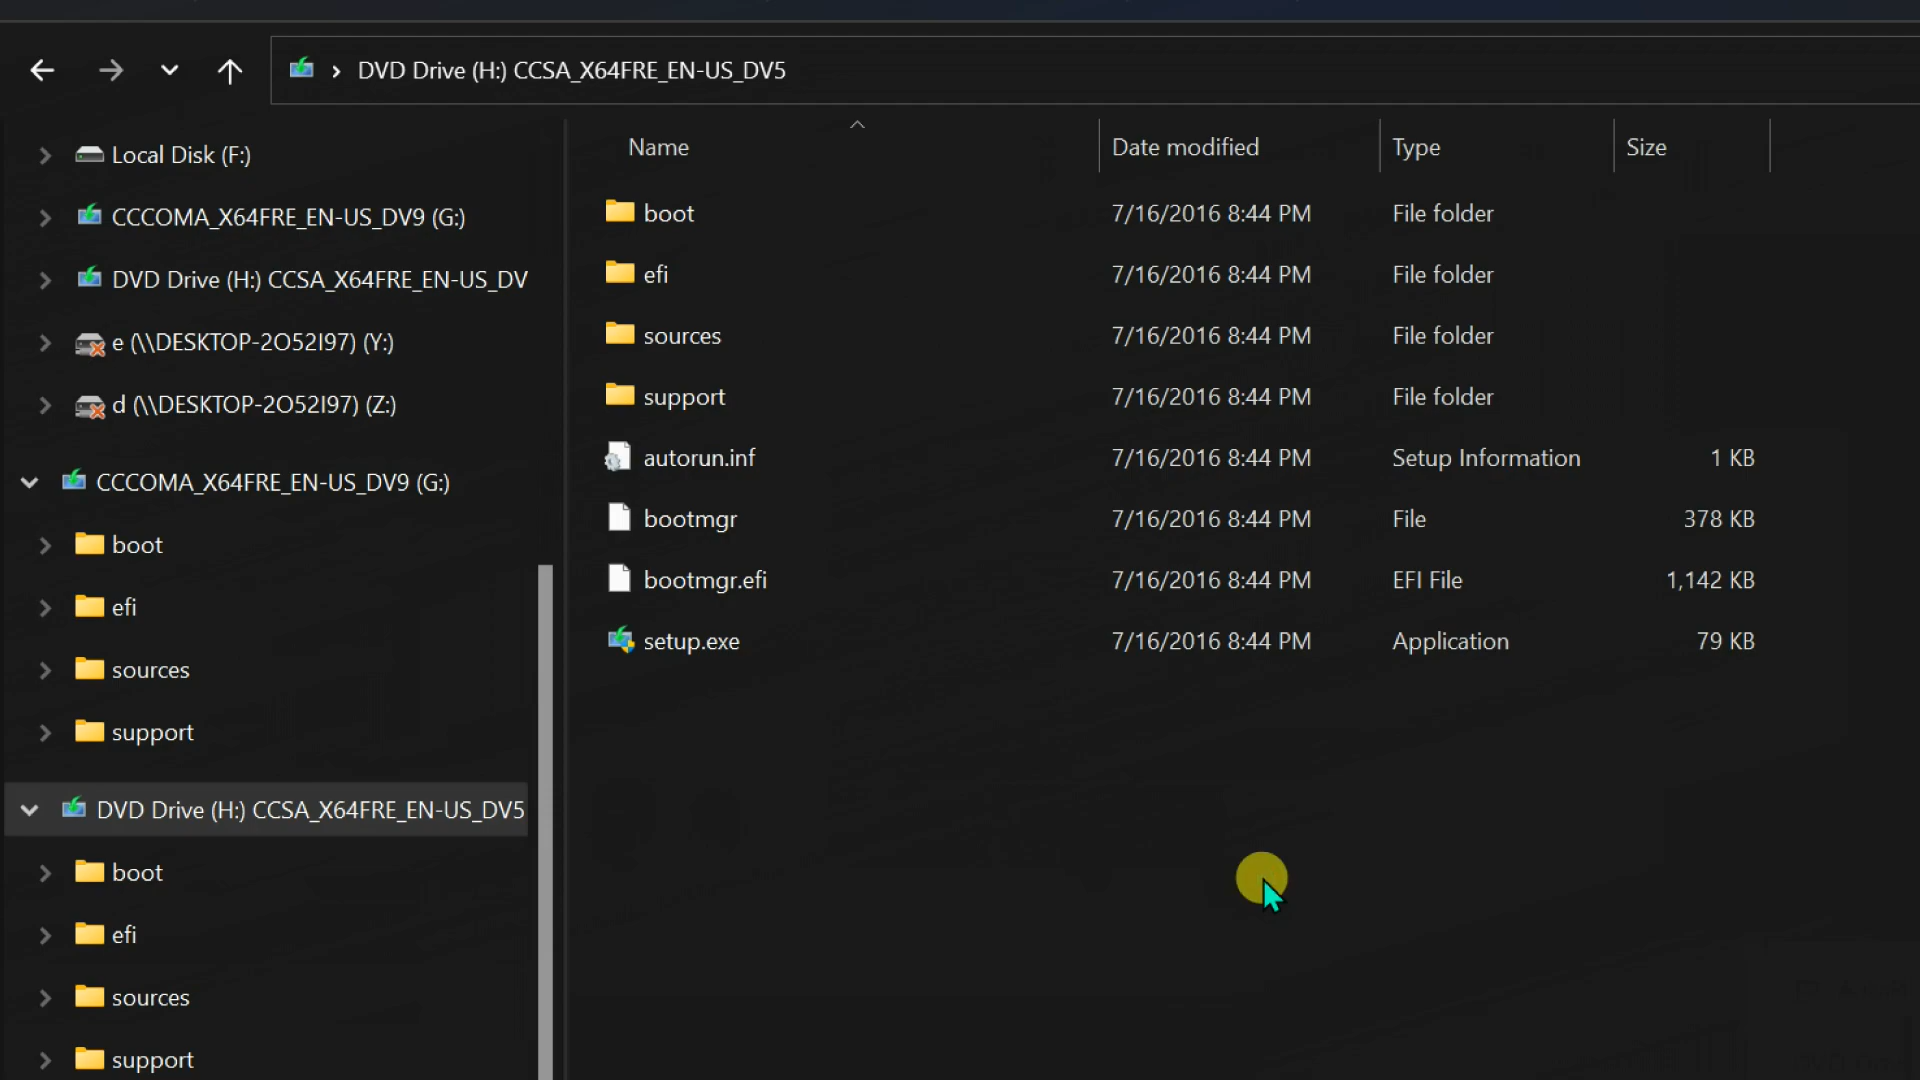 DVD Drive (H:) CCSA_X64FRE_EN-US_DV5
Local Disk (F:)
CCCOMA_X64FRE_EN-US_DV9 (G:)
DVD Drive (H:) CCSA_X64FRE_EN-US_DV
e (\\DESKTOP-2O52I97) (Y:)
d (\\DESKTOP-2O52I97) (Z:)
CCCOMA_X64FRE_EN-US_DV9 (G:)
boot
efi
sources
support
DVD Drive (H:) CCSA_X64FRE_EN-US_DV5
boot
efi
sources
support
Name Date modified Type Size
boot 7/16/2016 8:44 PM File folder
efi 7/16/2016 8:44 PM File folder
sources 7/16/2016 8:44 PM File folder
support 7/16/2016 8:44 PM File folder
autorun.inf 7/16/2016 8:44 PM Setup Information 1 KB
bootmgr 7/16/2016 8:44 PM File 378 KB
bootmgr.efi 7/16/2016 8:44 PM EFI File 1,142 KB
setup.exe 7/16/2016 8:44 PM Application 79 KB